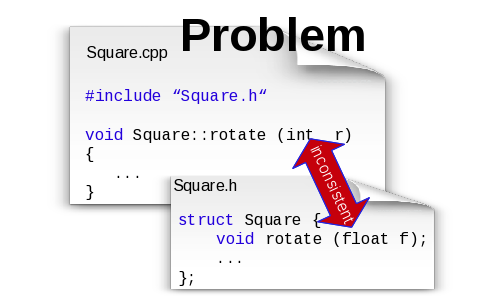 Problem
Square.cpp
#include “Square.h“
void Square::rotate (int r)
{
...
}
inconsistent
Square.h
struct Square {
void rotate (float f);
...
};